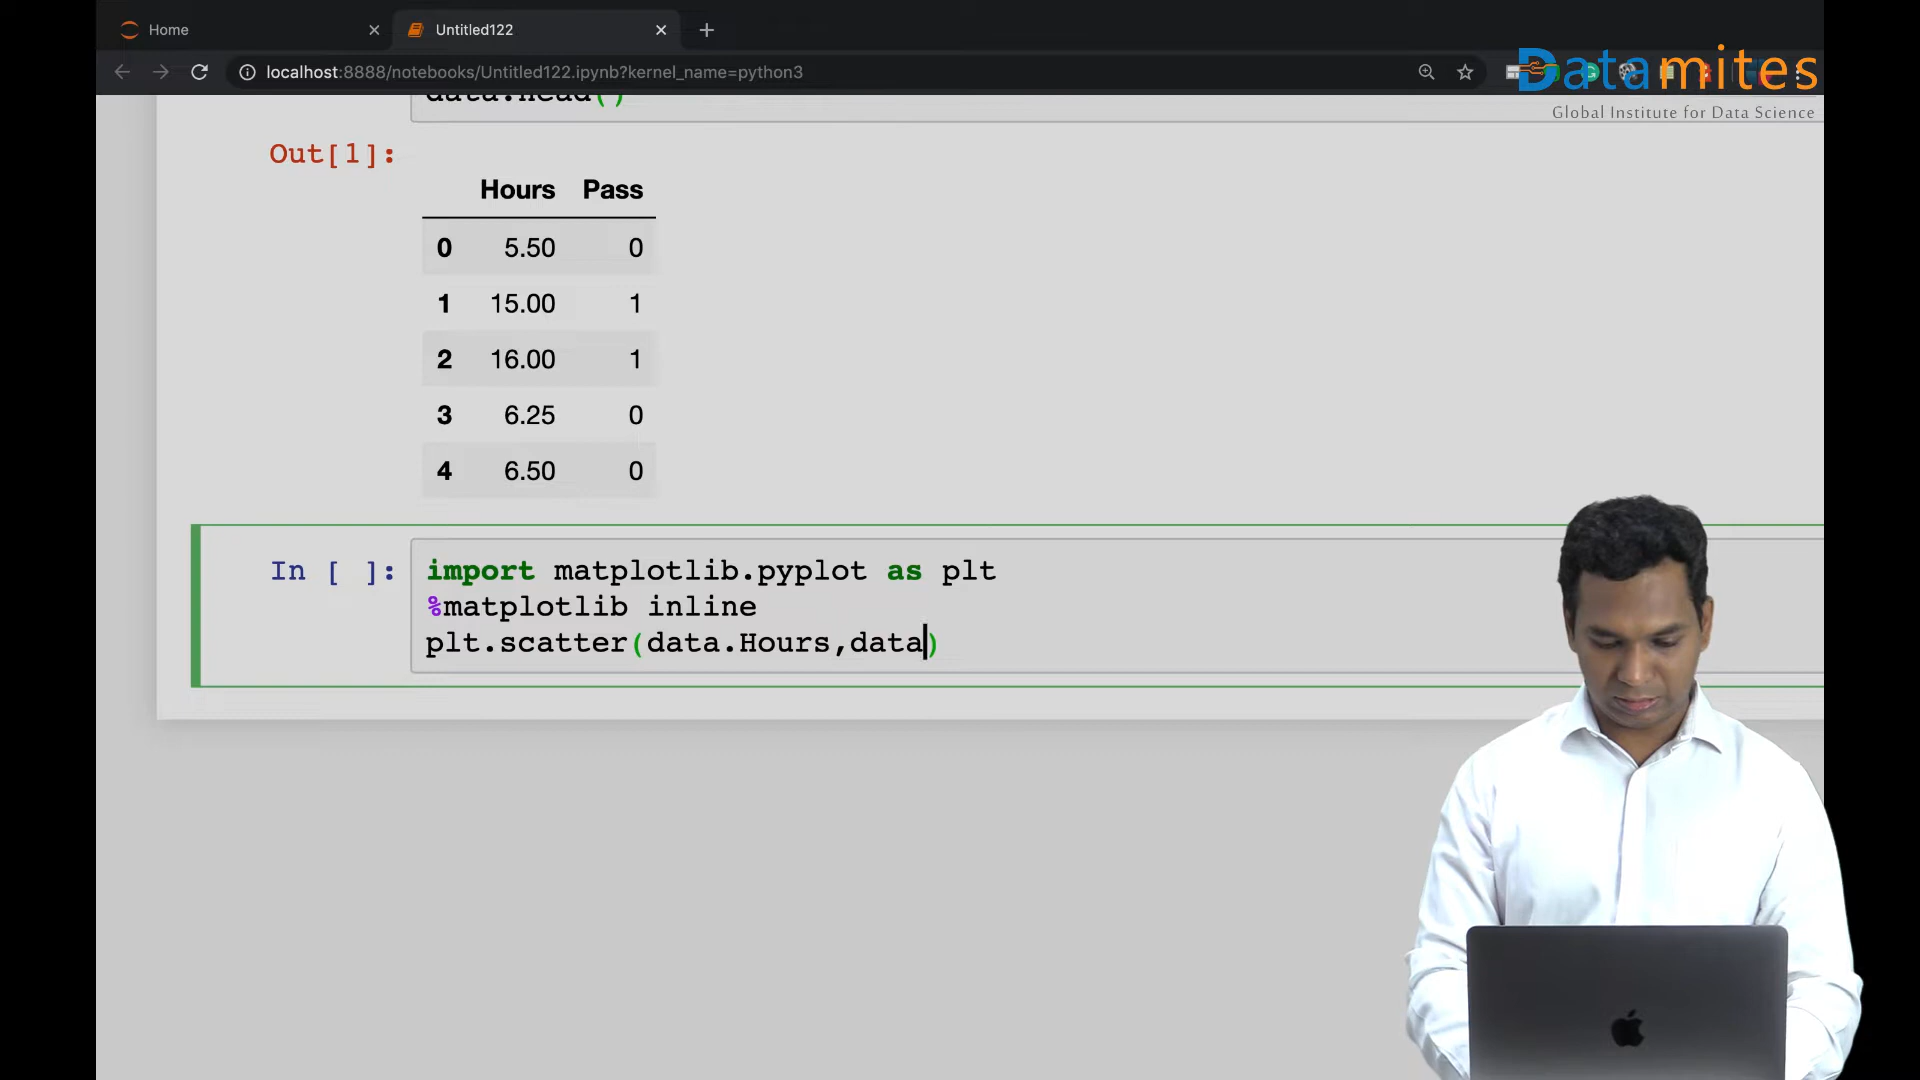 Home
Untitled122
localhost:8888/notebooks/Untitled122.ipynb?kernel_name=python3
Datamites
Global Institute for Data Science
data.head()
Out[1]:
Hours Pass
0 5.50 0
1 15.00 1
2 16.00 1
3 6.25 0
4 6.50 0
In [ ]:
import matplotlib.pyplot as plt
%matplotlib inline
plt.scatter(data.Hours,data)